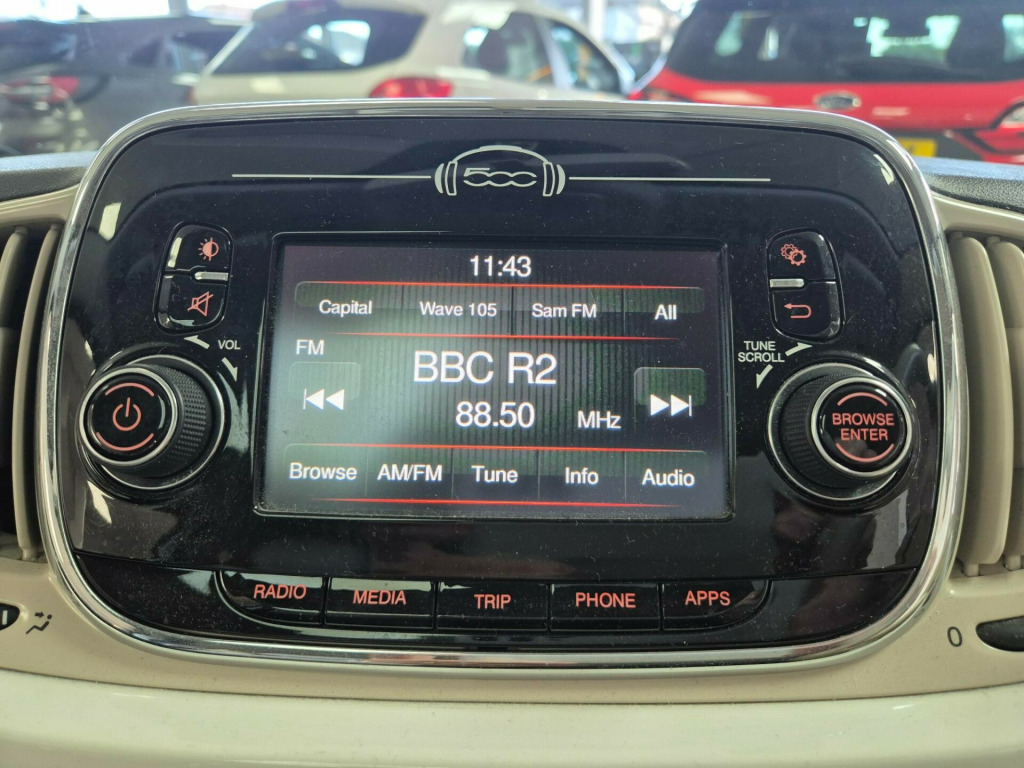 500
11:43
Capital Wave 105 Sam FM All
VOL
FM
TUNE
SCROLL
BBC R2
88.50 MHz
BROWSE
ENTER
Browse AM/FM Tune Info Audio
RADIO MEDIA TRIP PHONE APPS
0